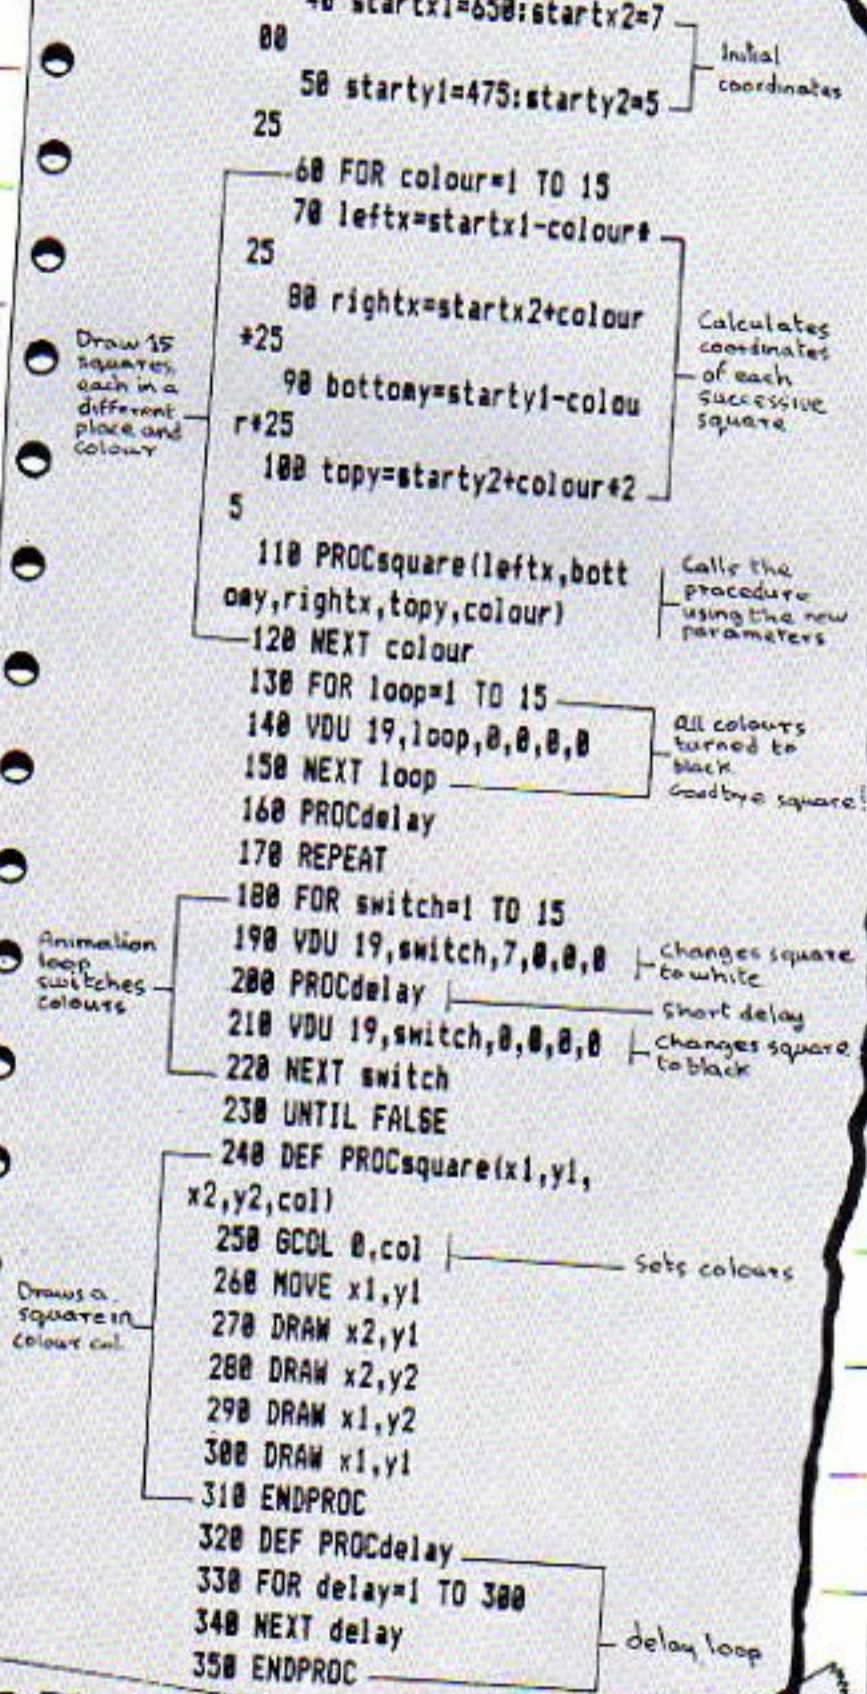 40 startx1=650:startx2=7
00
50 starty1=475:starty2=5
25
Initial
coordinates
60 FOR colour=1 TO 15
70 leftx=startx1-colour*
25
80 rightx=startx2+colour
*25
90 bottomy=starty1-colou
r*25
100 topy=starty2+colour*2
5
Draw 15
squares,
each in a
different
place and
colour
Calculates
coordinates
of each
successive
square
110 PROCsquare(leftx,bott
omy,rightx,topy,colour)
Calls the
procedure
using the new
parameters
120 NEXT colour
130 FOR loop=1 TO 15
140 VDU 19,loop,0,0,0,0
150 NEXT loop
All colours
turned to
black.
Goodbye square!
160 PROCdelay
170 REPEAT
180 FOR switch=1 TO 15
190 VDU 19,switch,7,0,0,0
Changes square
to white
200 PROCdelay
Short delay
210 VDU 19,switch,0,0,0,0
Changes square
to black
220 NEXT switch
Animation
loop
switches
colours
230 UNTIL FALSE
240 DEF PROCsquare(x1,y1,
x2,y2,col)
250 GCOL 0,col
Sets colours
260 MOVE x1,y1
270 DRAW x2,y1
280 DRAW x2,y2
290 DRAW x1,y2
300 DRAW x1,y1
310 ENDPROC
Draws a
square in
colour col.
320 DEF PROCdelay
330 FOR delay=1 TO 300
340 NEXT delay
350 ENDPROC
delay loop